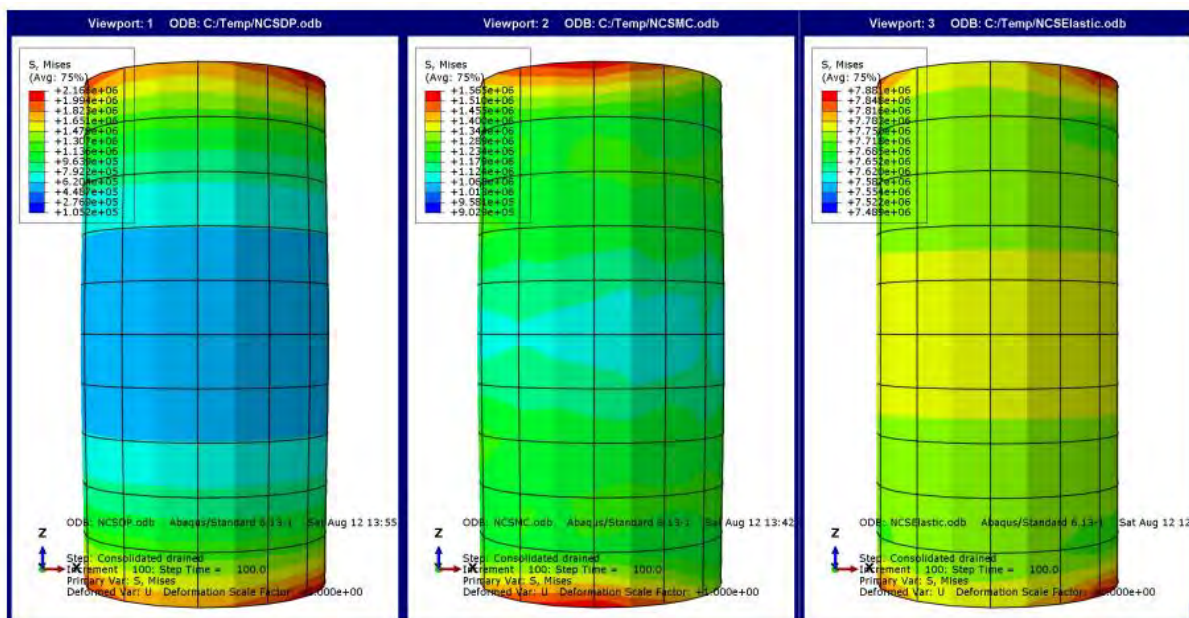 Viewport: 1 ODB: C:/Temp/NCSDP.odb
S, Mises
(Avg: 75%)
+2.166e+06
+1.994e+06
+1.823e+06
+1.651e+06
+1.479e+06
+1.307e+06
+1.136e+06
+9.639e+05
+7.922e+05
+6.204e+05
+4.487e+05
+2.769e+05
+1.052e+05
ODB: NCSDP.odb Abaqus/Standard 6.13-1 Sat Aug 12 13:55
Z
X
Step: Consolidated drained
Increment 100: Step Time = 100.0
Primary Var: S, Mises
Deformed Var: U Deformation Scale Factor:
Viewport: 2 ODB: C:/Temp/NCSMC.odb
S, Mises
(Avg: 75%)
+1.565e+06
+1.510e+06
+1.455e+06
+1.400e+06
+1.344e+06
+1.289e+06
+1.234e+06
+1.179e+06
+1.124e+06
+1.068e+06
+1.013e+06
+9.581e+05
+9.029e+05
ODB: NCSMC.odb Abaqus/Standard 6.13-1 Sat Aug 12 13:42
Z
X
Step: Consolidated drained
Increment 100: Step Time = 100.0
Primary Var: S, Mises
Deformed Var: U Deformation Scale Factor: +1.000e+00
Viewport: 3 ODB: C:/Temp/NCSElastic.odb
S, Mises
(Avg: 75%)
+7.881e+06
+7.848e+06
+7.816e+06
+7.783e+06
+7.750e+06
+7.718e+06
+7.685e+06
+7.652e+06
+7.620e+06
+7.587e+06
+7.554e+06
+7.522e+06
+7.489e+06
ODB: NCSElastic.odb Abaqus/Standard 6.13-1 Sat Aug 12 12
Z
X
Step: Consolidated drained
Increment 100: Step Time = 100.0
Primary Var: S, Mises
Deformed Var: U Deformation Scale Factor: